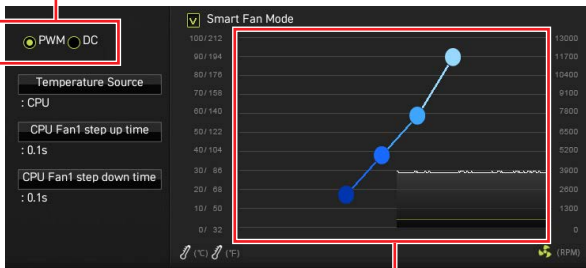 Smart Fan Mode
PWM DC
Temperature Source
: CPU
CPU Fan1 step up time
: 0.1s
CPU Fan1 step down time
: 0.1s
100/212
90/194
80/176
70/158
60/140
50/122
40/104
30/ 86
20/ 68
10/ 50
0/ 32
13000
11700
10400
9100
7800
6500
5200
3900
2600
1300
0
(℃) (℉)
(RPM)